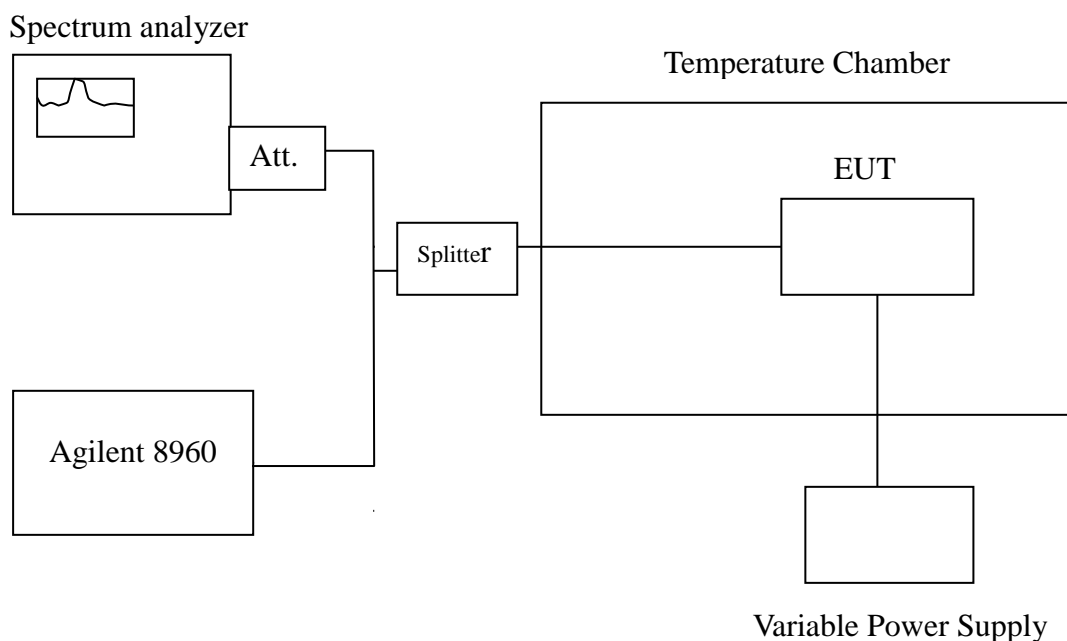 Spectrum analyzer
Temperature Chamber
Att.
EUT
Splitter
Agilent 8960
Variable Power Supply